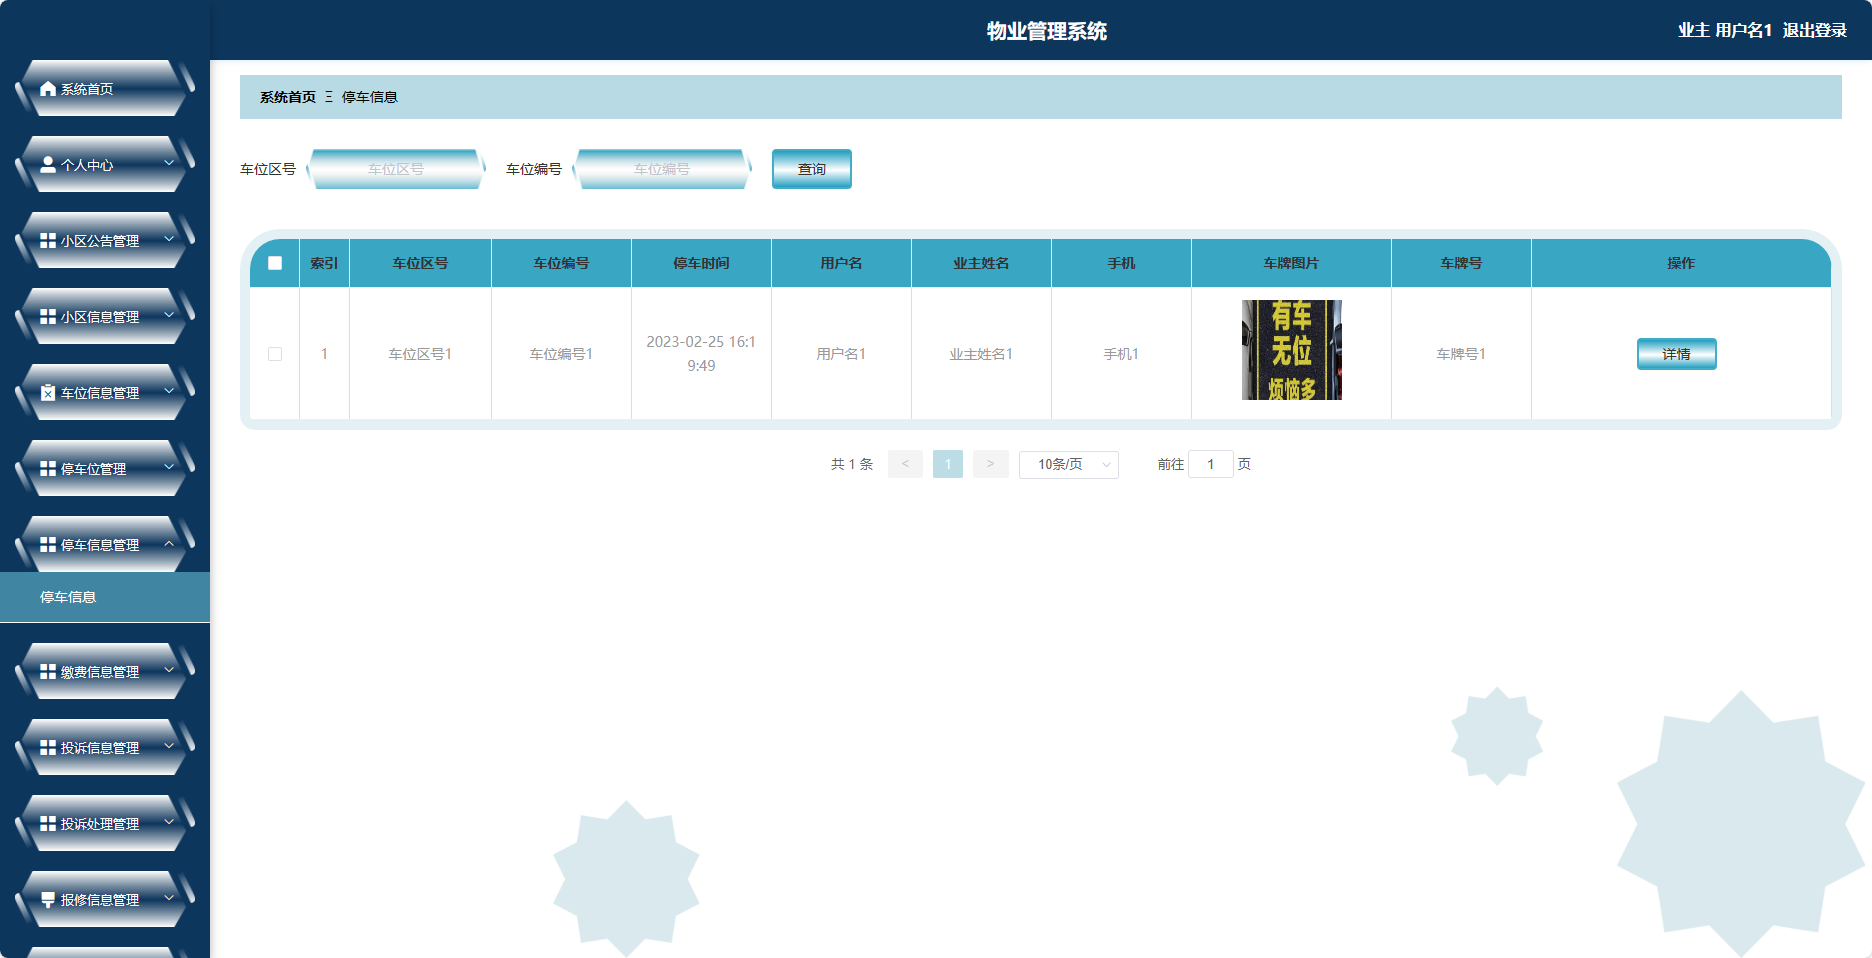 物业管理系统
业主 用户名1 退出登录
系统首页
个人中心
小区公告管理
小区信息管理
车位信息管理
停车位管理
停车信息管理
停车信息
缴费信息管理
投诉信息管理
投诉处理管理
报修信息管理
系统首页 Ξ 停车信息
车位区号 车位区号 车位编号 车位编号 查询
索引 车位区号 车位编号 停车时间 用户名 业主姓名 手机 车牌图片 车牌号 操作
1 车位区号1 车位编号1 2023-02-25 16:1
9:49 用户名1 业主姓名1 手机1 车牌号1 详情
有车
无位
烦恼多
共 1 条 < 1 > 10条/页 前往 1 页